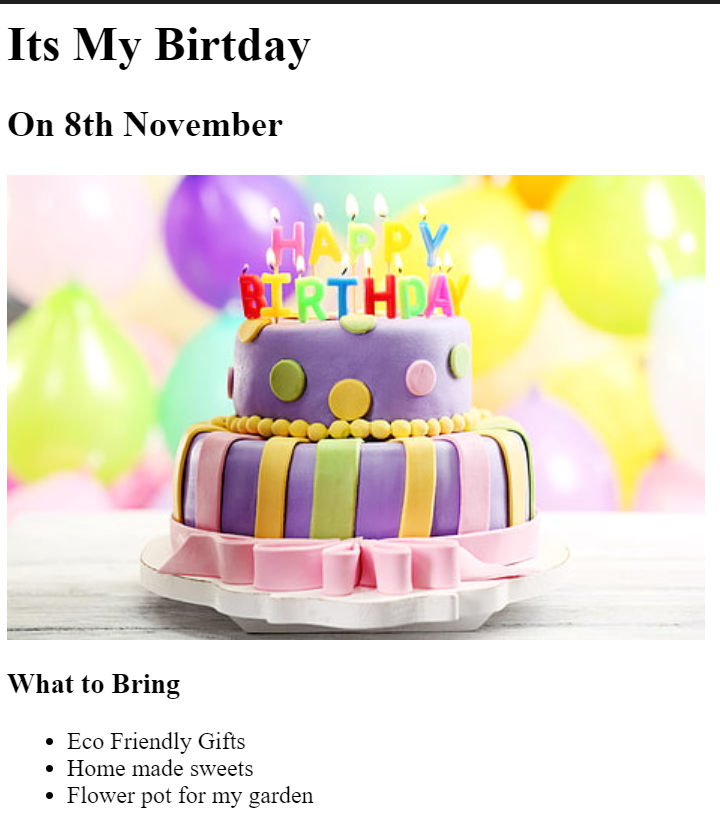 Its My Birtday
On 8th November
HAPPY
BIRTHDAY
What to Bring
Eco Friendly Gifts
Home made sweets
Flower pot for my garden